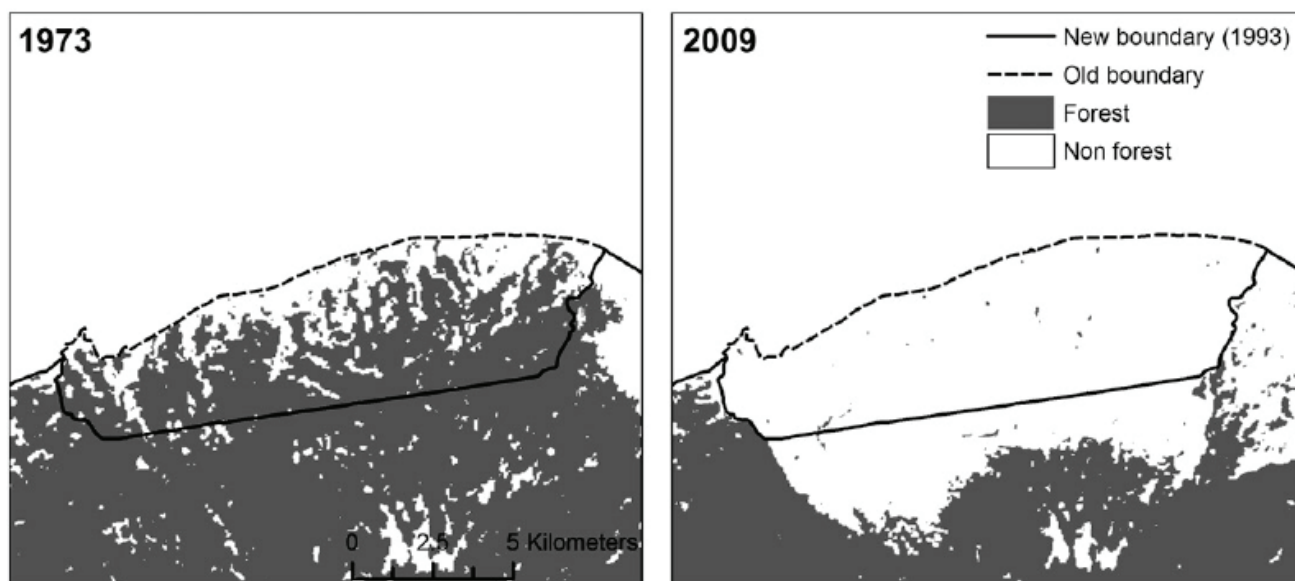 1973
2009
New boundary (1993)
Old boundary
Forest
Non forest
0 2.5 5 Kilometers